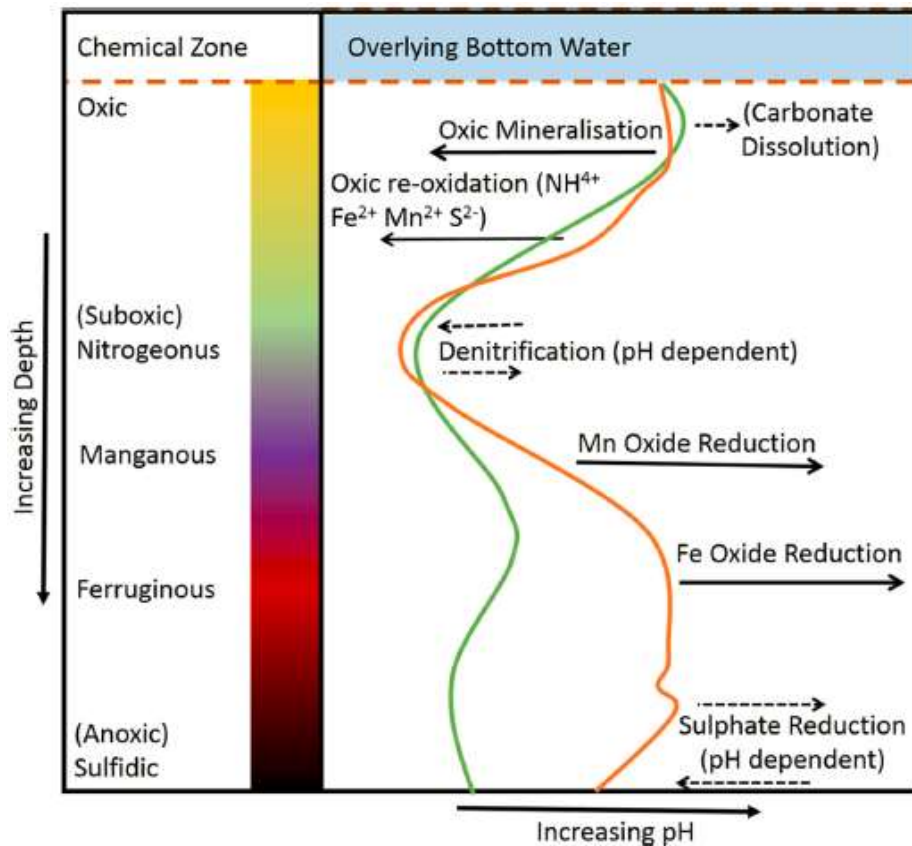 Chemical Zone
Overlying Bottom Water
Oxic
Oxic Mineralisation
(Carbonate
Dissolution)
Oxic re-oxidation (NH⁴⁺
Fe²⁺ Mn²⁺ S²⁻)
Increasing Depth
(Suboxic)
Nitrogeonus
Denitrification (pH dependent)
Manganous
Mn Oxide Reduction
Ferruginous
Fe Oxide Reduction
(Anoxic)
Sulfidic
Sulphate Reduction
(pH dependent)
Increasing pH